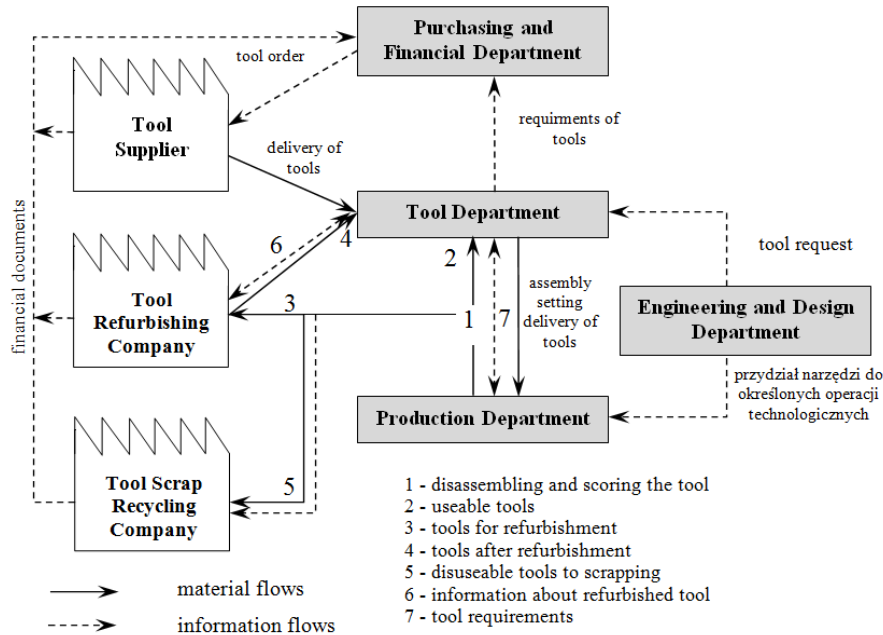 Purchasing and
Financial Department
tool order
Tool
Supplier
requirments of
tools
delivery of
tools
Tool Department
6
4
2
tool request
financial documents
Tool
Refurbishing
Company
3
1
7
assembly
setting
delivery of
tools
Engineering and Design
Department
przydział narzędzi do
określonych operacji
technologicznych
Production Department
Tool Scrap
Recycling
Company
5
1 - disassembling and scoring the tool
2 - useable tools
3 - tools for refurbishment
4 - tools after refurbishment
5 - disuseable tools to scrapping
6 - information about refurbished tool
7 - tool requirements
material flows
information flows